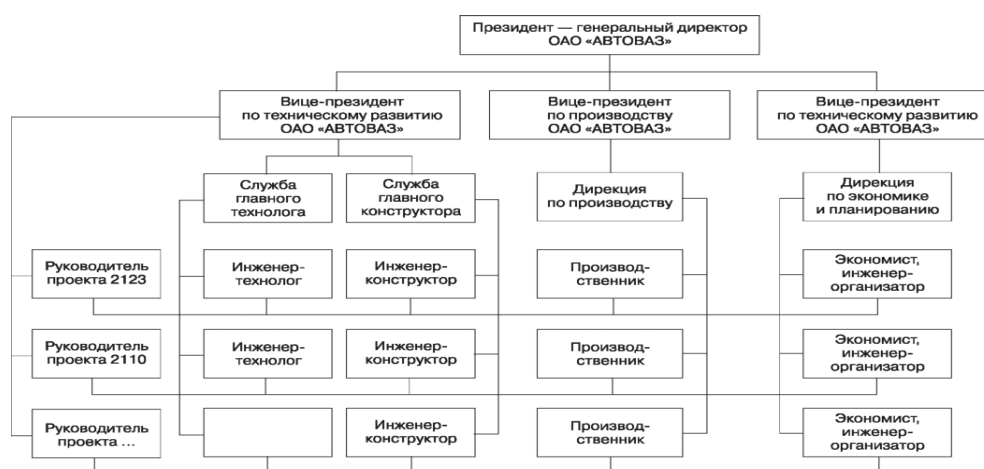 Президент — генеральный директор
ОАО «АВТОВАЗ»
Вице-президент
по техническому развитию
ОАО «АВТОВАЗ»
Вице-президент
по производству
ОАО «АВТОВАЗ»
Вице-президент
по техническому развитию
ОАО «АВТОВАЗ»
Служба
главного
технолога
Служба
главного
конструктора
Дирекция
по производству
Дирекция
по экономике
и планированию
Руководитель
проекта 2123
Инженер-
технолог
Инженер-
конструктор
Производ-
ственник
Экономист,
инженер-
организатор
Руководитель
проекта 2110
Инженер-
технолог
Инженер-
конструктор
Производ-
ственник
Экономист,
инженер-
организатор
Руководитель
проекта ...
Инженер-
конструктор
Производ-
ственник
Экономист,
инженер-
организатор